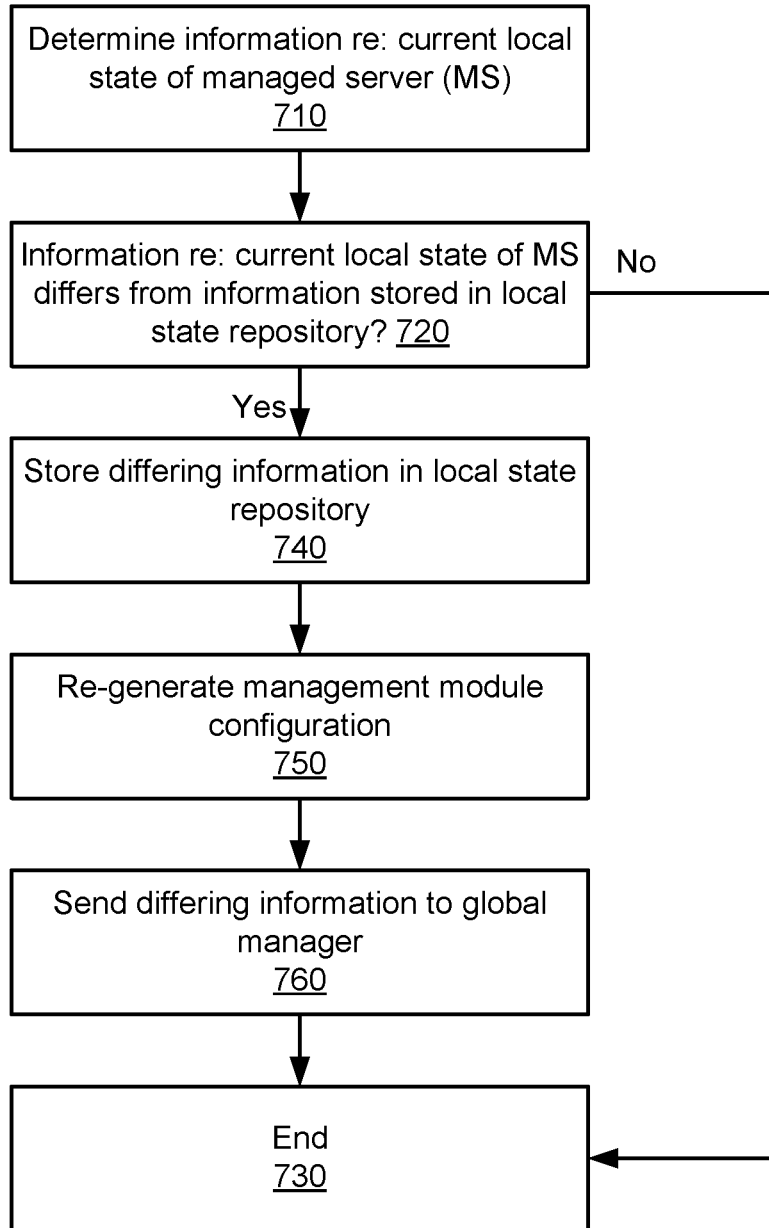 Determine information re: current local
state of managed server (MS)
710
Information re: current local state of MS
differs from information stored in local
state repository? 720
No
Yes
Store differing information in local state
repository
740
Re-generate management module
configuration
750
Send differing information to global
manager
760
End
730